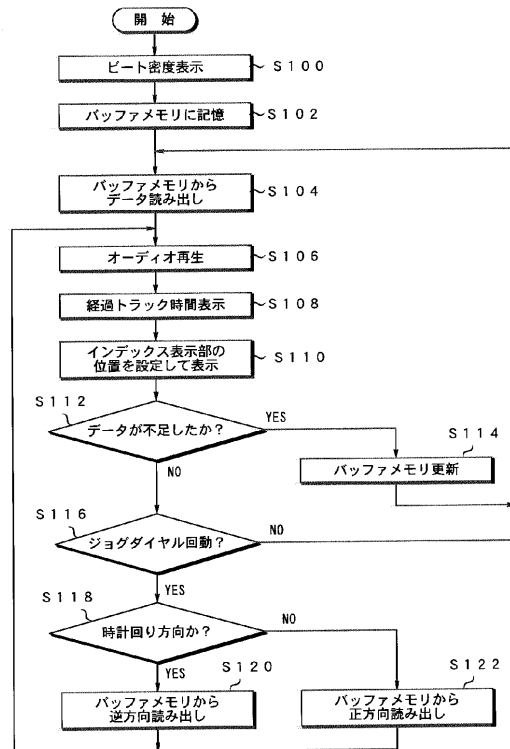 開 始
ビート密度表示
S100
バッファメモリに記憶
S102
バッファメモリから
データ読み出し
S104
オーディオ再生
S106
経過トラック時間表示
S108
インデックス表示部の
位置を設定して表示
S110
S112
データが不足したか?
YES
S114
バッファメモリ更新
NO
S116
ジョグダイヤル回動?
NO
YES
S118
時計回り方向か?
NO
YES
S120
バッファメモリから
逆方向読み出し
S122
バッファメモリから
正方向読み出し